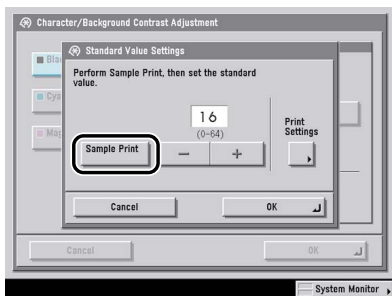 Character/Background Contrast Adjustment
Standard Value Settings
Perform Sample Print, then set the standard
value.
16
(0-64)
Print
Settings
Sample Print
-
+
Cancel
OK
Cancel
OK
System Monitor